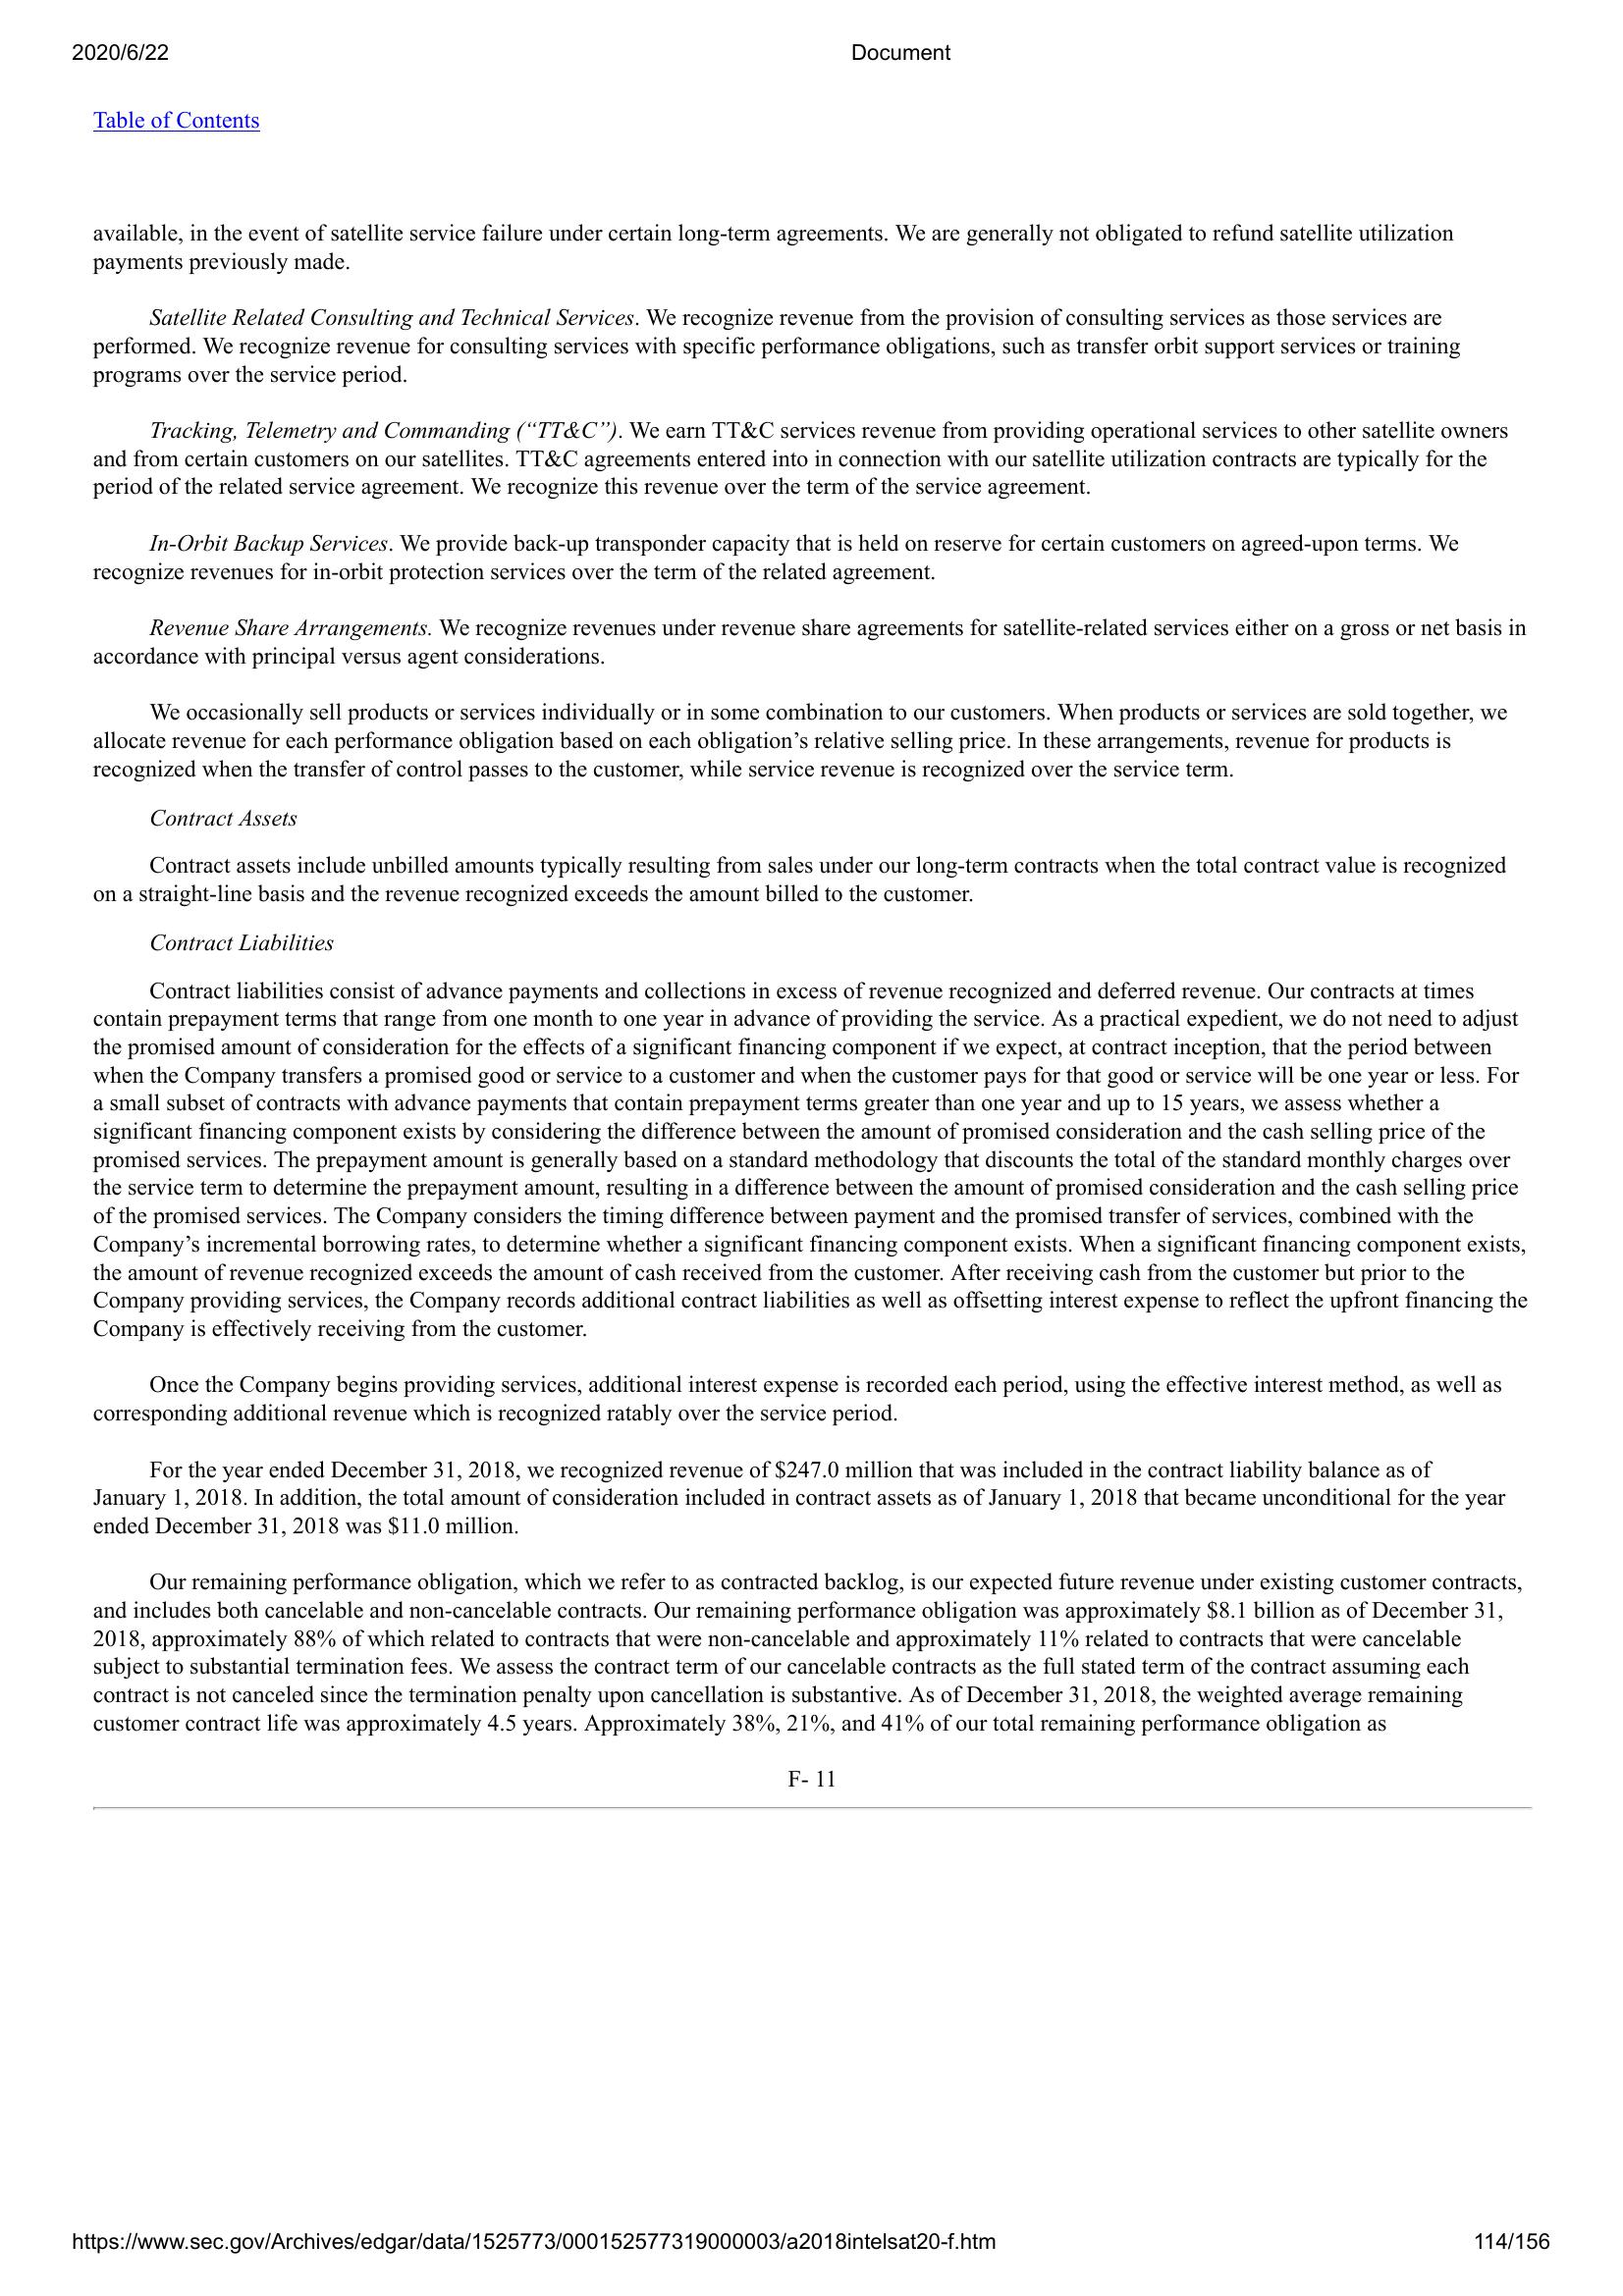 2020/6/22
Document
Table of Contents
available, in the event of satellite service failure under certain long-term agreements. We are generally not obligated to refund satellite utilization
payments previously made.
Satellite Related Consulting and Technical Services. We recognize revenue from the provision of consulting services as those services are
performed. We recognize revenue for consulting services with specific performance obligations, such as transfer orbit support services or training
programs over the service period.
Tracking, Telemetry and Commanding (“TT&C”). We earn TT&C services revenue from providing operational services to other satellite owners
and from certain customers on our satellites. TT&C agreements entered into in connection with our satellite utilization contracts are typically for the
period of the related service agreement. We recognize this revenue over the term of the service agreement.
In-Orbit Backup Services. We provide back-up transponder capacity that is held on reserve for certain customers on agreed-upon terms. We
recognize revenues for in-orbit protection services over the term of the related agreement.
Revenue Share Arrangements. We recognize revenues under revenue share agreements for satellite-related services either on a gross or net basis in
accordance with principal versus agent considerations.
We occasionally sell products or services individually or in some combination to our customers. When products or services are sold together, we
allocate revenue for each performance obligation based on each obligation’s relative selling price. In these arrangements, revenue for products is
recognized when the transfer of control passes to the customer, while service revenue is recognized over the service term.
Contract Assets
Contract assets include unbilled amounts typically resulting from sales under our long-term contracts when the total contract value is recognized
on a straight-line basis and the revenue recognized exceeds the amount billed to the customer.
Contract Liabilities
Contract liabilities consist of advance payments and collections in excess of revenue recognized and deferred revenue. Our contracts at times
contain prepayment terms that range from one month to one year in advance of providing the service. As a practical expedient, we do not need to adjust
the promised amount of consideration for the effects of a significant financing component if we expect, at contract inception, that the period between
when the Company transfers a promised good or service to a customer and when the customer pays for that good or service will be one year or less. For
a small subset of contracts with advance payments that contain prepayment terms greater than one year and up to 15 years, we assess whether a
significant financing component exists by considering the difference between the amount of promised consideration and the cash selling price of the
promised services. The prepayment amount is generally based on a standard methodology that discounts the total of the standard monthly charges over
the service term to determine the prepayment amount, resulting in a difference between the amount of promised consideration and the cash selling price
of the promised services. The Company considers the timing difference between payment and the promised transfer of services, combined with the
Company’s incremental borrowing rates, to determine whether a significant financing component exists. When a significant financing component exists,
the amount of revenue recognized exceeds the amount of cash received from the customer. After receiving cash from the customer but prior to the
Company providing services, the Company records additional contract liabilities as well as offsetting interest expense to reflect the upfront financing the
Company is effectively receiving from the customer.
Once the Company begins providing services, additional interest expense is recorded each period, using the effective interest method, as well as
corresponding additional revenue which is recognized ratably over the service period.
For the year ended December 31, 2018, we recognized revenue of $247.0 million that was included in the contract liability balance as of
January 1, 2018. In addition, the total amount of consideration included in contract assets as of January 1, 2018 that became unconditional for the year
ended December 31, 2018 was $11.0 million.
Our remaining performance obligation, which we refer to as contracted backlog, is our expected future revenue under existing customer contracts,
and includes both cancelable and non-cancelable contracts. Our remaining performance obligation was approximately $8.1 billion as of December 31,
2018, approximately 88% of which related to contracts that were non-cancelable and approximately 11% related to contracts that were cancelable
subject to substantial termination fees. We assess the contract term of our cancelable contracts as the full stated term of the contract assuming each
contract is not canceled since the termination penalty upon cancellation is substantive. As of December 31, 2018, the weighted average remaining
customer contract life was approximately 4.5 years. Approximately 38%, 21%, and 41% of our total remaining performance obligation as
F- 11
https://www.sec.gov/Archives/edgar/data/1525773/000152577319000003/a2018intelsat20-f.htm
114/156